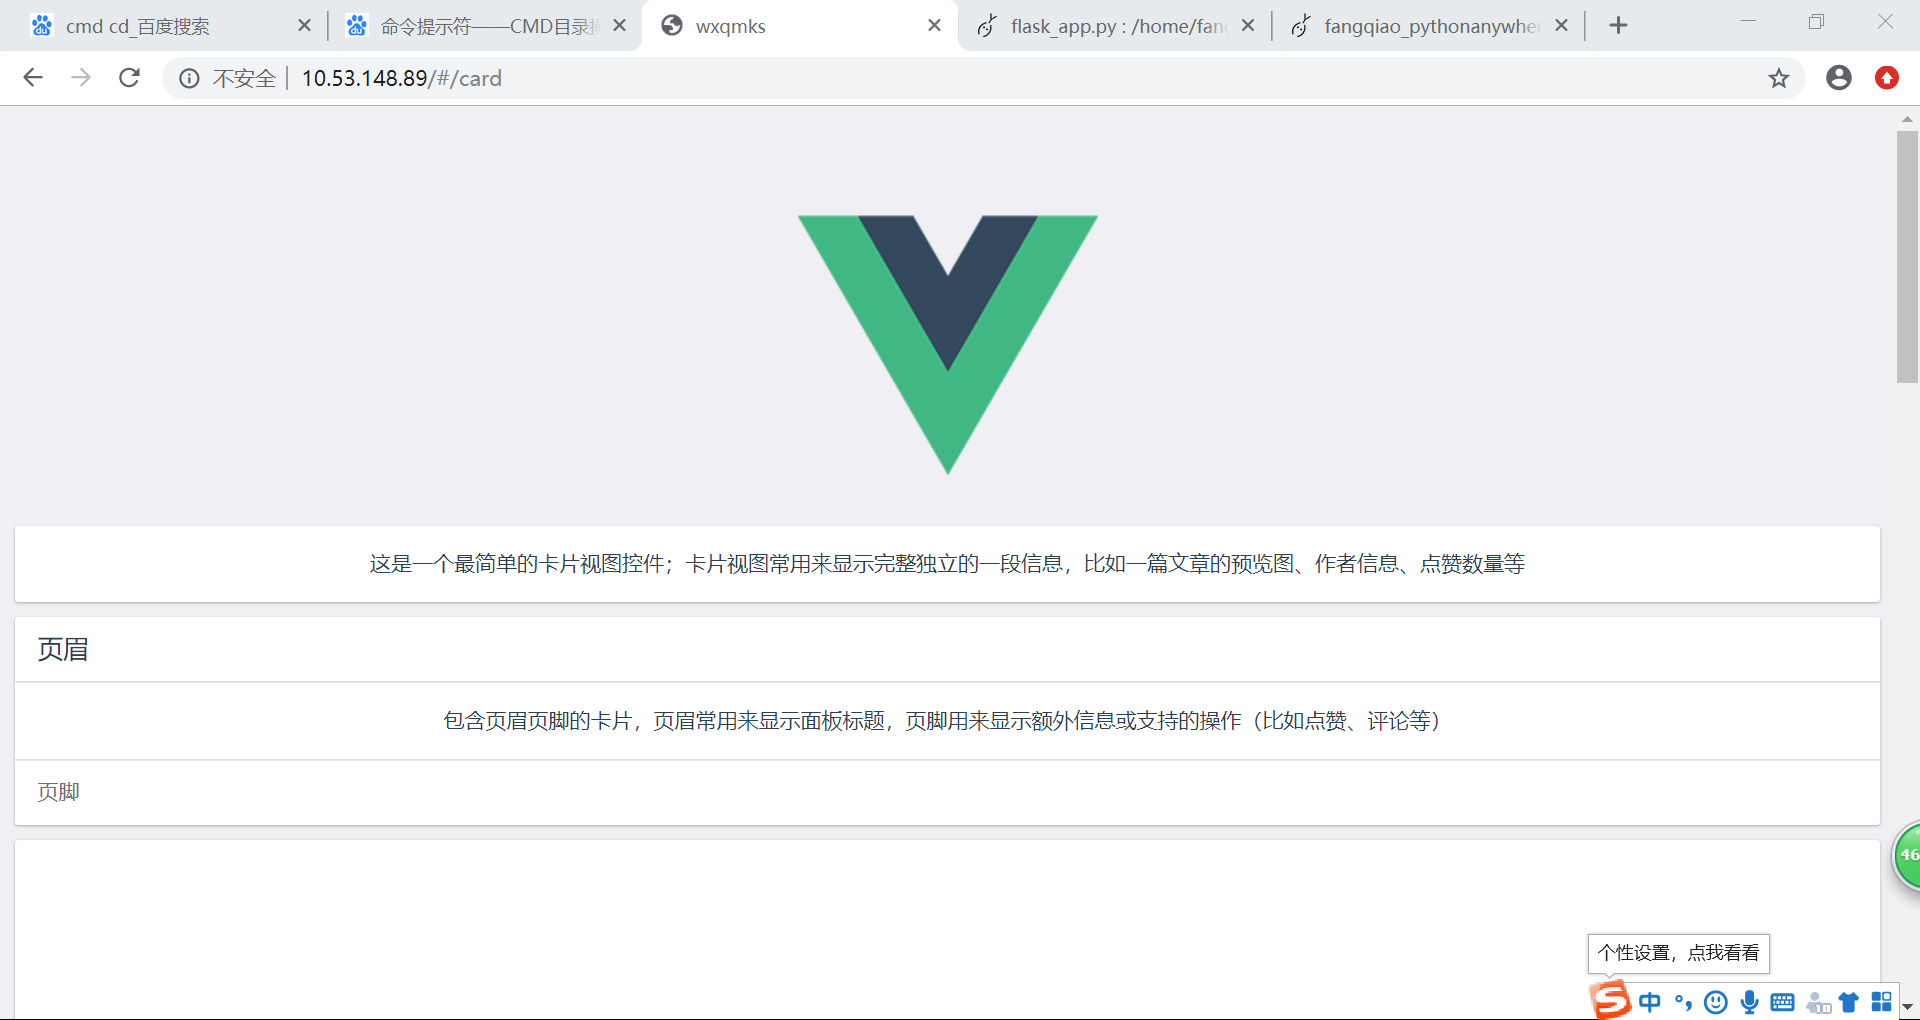 cmd cd_百度搜索
命令提示符——CMD目录
wxqmks
flask_app.py : /home/fang
fangqiao_pythonanywher
不安全
10.53.148.89/#/card
这是一个最简单的卡片视图控件；卡片视图常用来显示完整独立的一段信息，比如一篇文章的预览图、作者信息、点赞数量等
页眉
包含页眉页脚的卡片，页眉常用来显示面板标题，页脚用来显示额外信息或支持的操作（比如点赞、评论等）
页脚
46
个性设置，点我看看
中